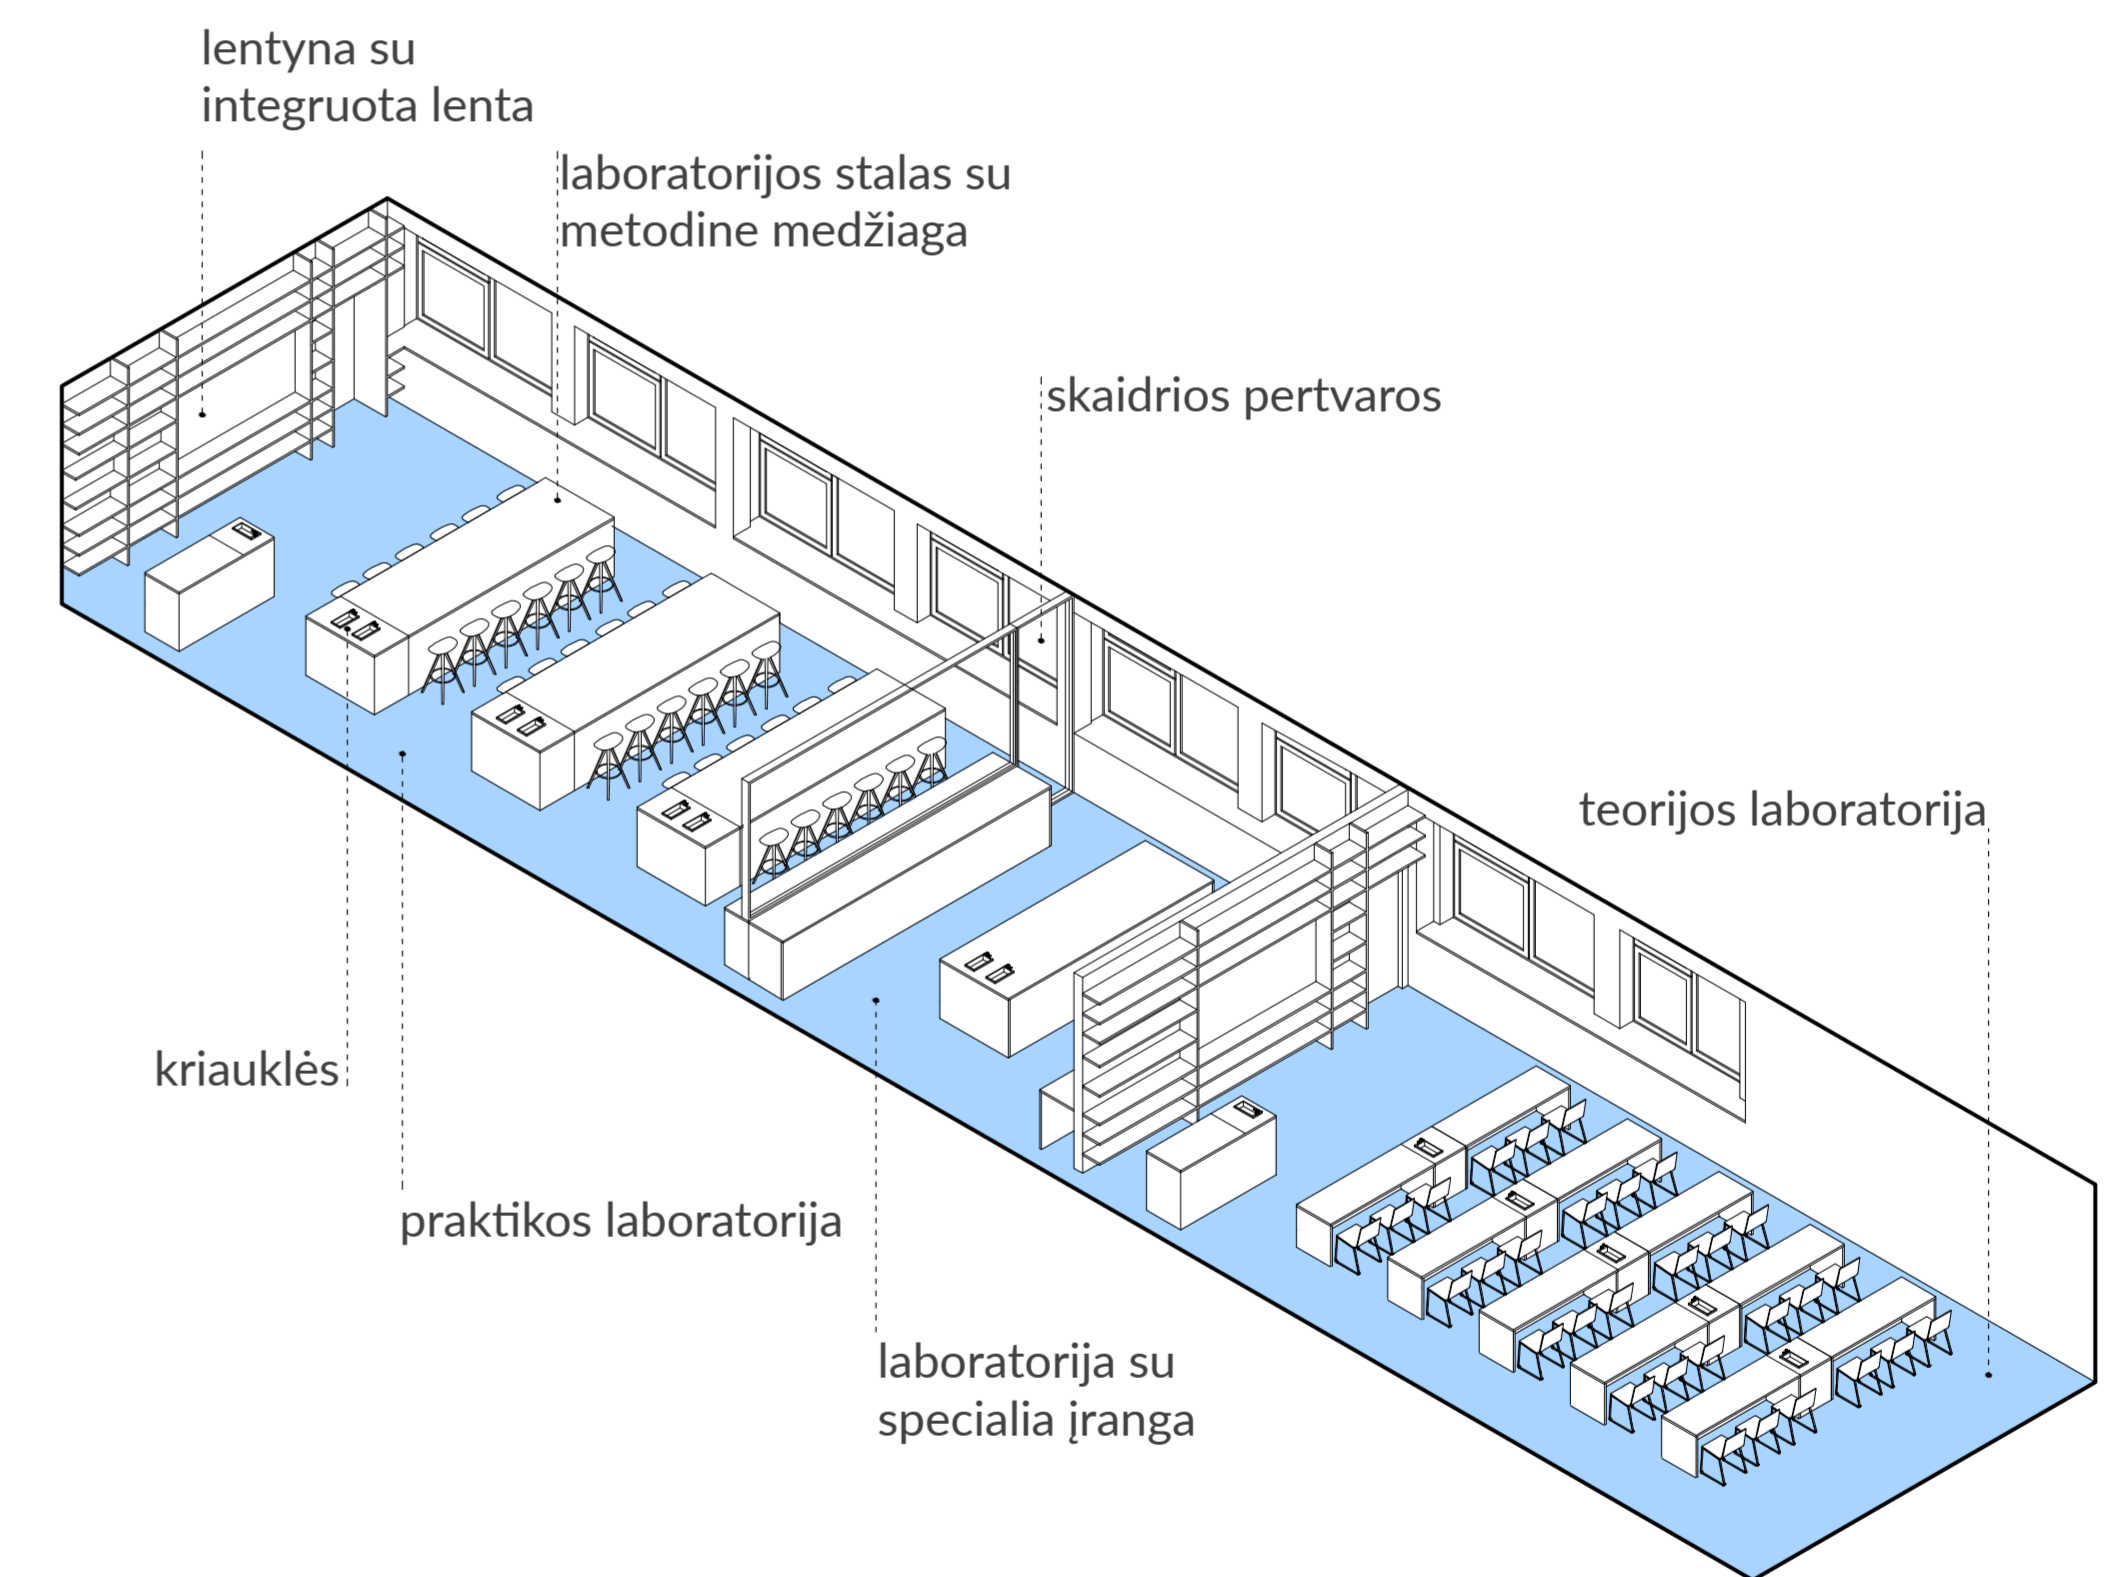 lentyna su
integruota lenta
laboratorijos stalas su
metodine medžiaga
skaidrios pertvaros
teorijos laboratorija
kriauklės
praktikos laboratorija
laboratorija su
specialia įranga